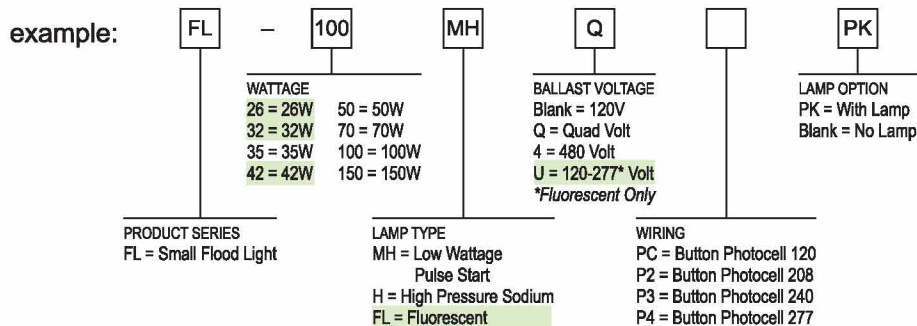 example: FL – 100 MH Q PK
WATTAGE
26 = 26W 50 = 50W
32 = 32W 70 = 70W
35 = 35W 100 = 100W
42 = 42W 150 = 150W
BALLAST VOLTAGE
Blank = 120V
Q = Quad Volt
4 = 480 Volt
U = 120-277* Volt
*Fluorescent Only
LAMP OPTION
PK = With Lamp
Blank = No Lamp
PRODUCT SERIES
FL = Small Flood Light
LAMP TYPE
MH = Low Wattage
Pulse Start
H = High Pressure Sodium
FL = Fluorescent
WIRING
PC = Button Photocell 120
P2 = Button Photocell 208
P3 = Button Photocell 240
P4 = Button Photocell 277